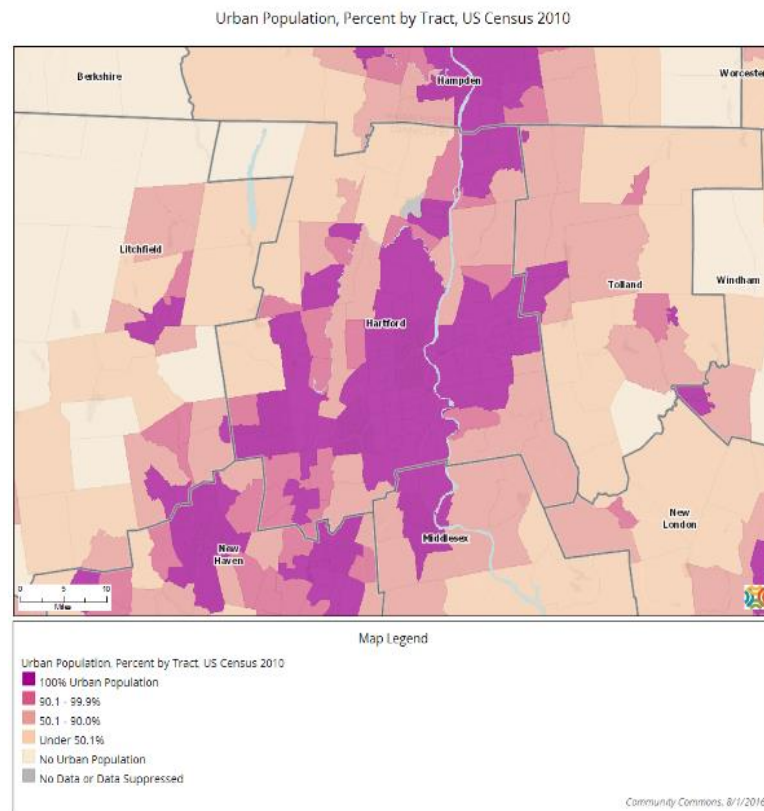 Urban Population, Percent by Tract, US Census 2010
Berkshire
Hampden
Worcester
Litchfield
Tolland
Windham
Hartford
New
London
Middlesex
New
Haven
0 5 10
Miles
Map Legend
Urban Population, Percent by Tract, US Census 2010
100% Urban Population
90.1 - 99.9%
50.1 - 90.0%
Under 50.1%
No Urban Population
No Data or Data Suppressed
Community Commons, 8/1/2016